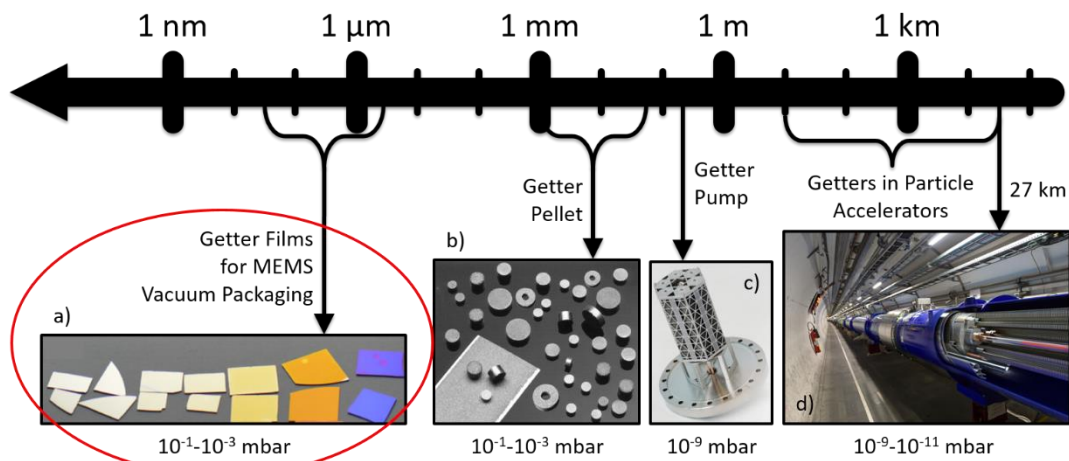 1 nm
1 µm
1 mm
1 m
1 km
Getter Films
for MEMS
Vacuum Packaging
Getter
Pellet
Getter
Pump
Getters in Particle
Accelerators
27 km
a)
b)
c)
d)
10⁻¹-10⁻³ mbar
10⁻¹-10⁻³ mbar
10⁻⁹ mbar
10⁻⁹-10⁻¹¹ mbar